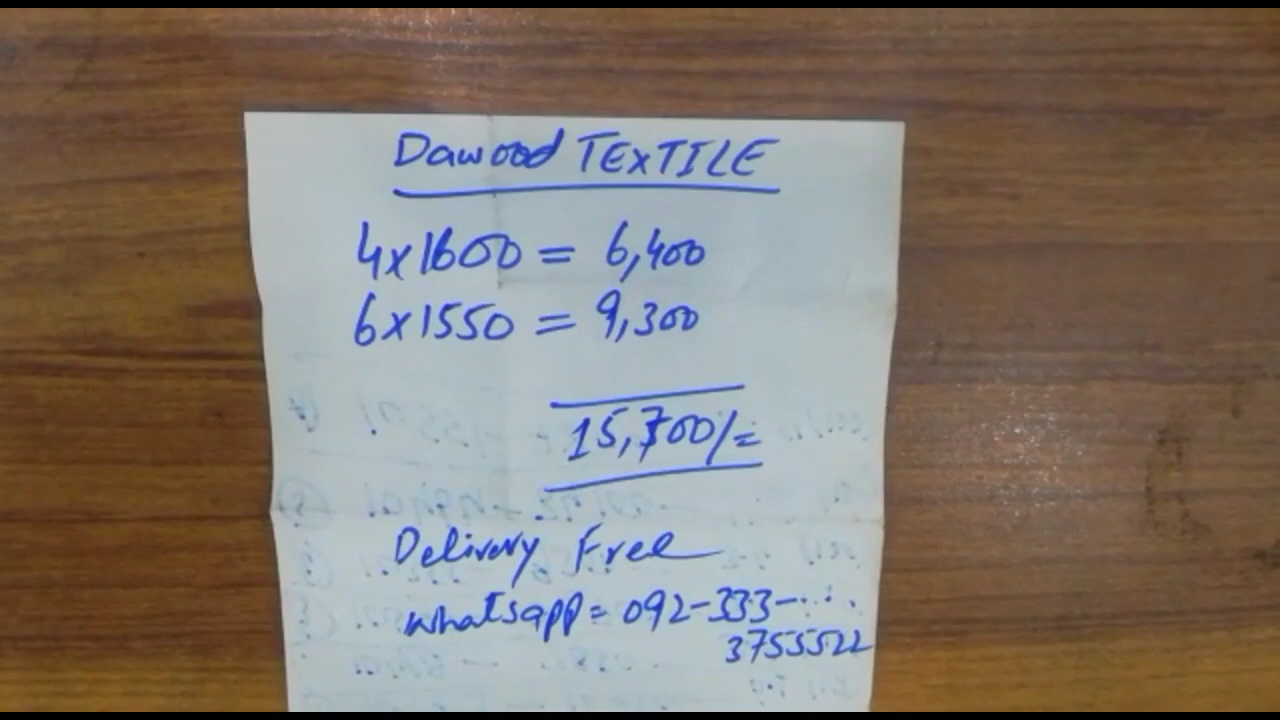 Dawood TEXTILE
4x1600 = 6,400
6x1550 = 9,300
15,700/=
Delivery Free
whatsapp = 092-333-....
3755522